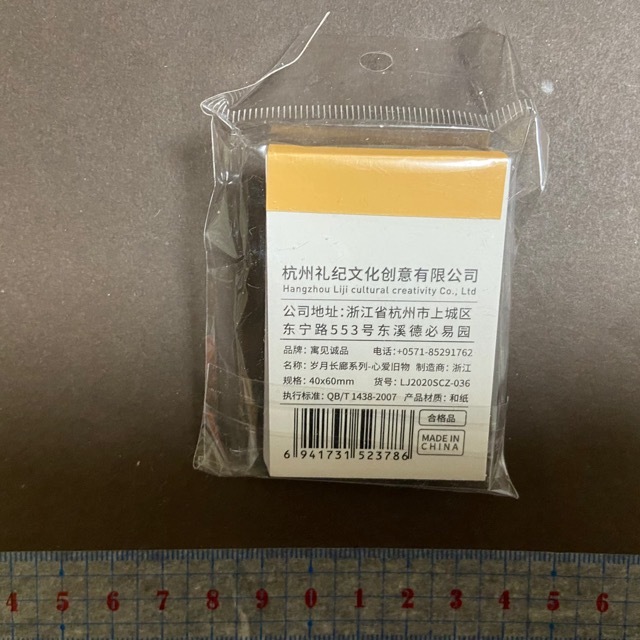 杭州礼纪文化创意有限公司
Hangzhou Liji cultural creativity Co., Ltd
公司地址:浙江省杭州市上城区
东宁路553号东溪德必易园
品牌: 寓见诚品 电话:+0571-85291762
名称: 岁月长廊系列-心爱旧物 制造商: 浙江
规格: 40x60mm 货号: LJ2020SCZ-036
执行标准: QB/T 1438-2007 产品材质: 和纸
合格品
MADE IN
CHINA
6 941731 523786
4 5 6 7 8 9 0 1 2 3 4 5 6